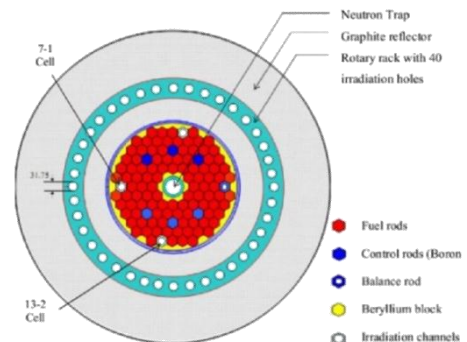 Neutron Trap
Graphite reflector
Rotary rack with 40
irradiation holes
7-1
Cell
31.75
13-2
Cell
Fuel rods
Control rods (Boron
Balance rod
Beryllium block
Irradiation channels